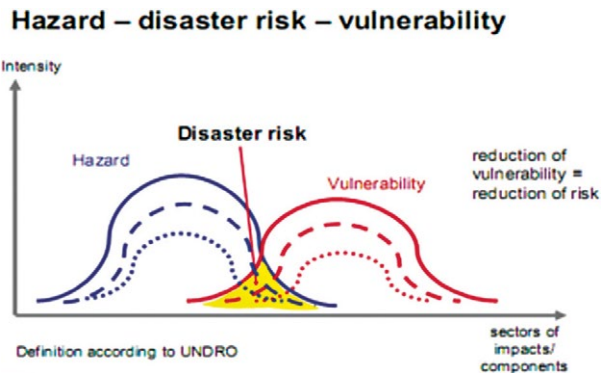 Hazard – disaster risk – vulnerability
Intensity
Disaster risk
Hazard
Vulnerability
reduction of
vulnerability =
reduction of risk
sectors of
impacts/
components
Definition according to UNDRO